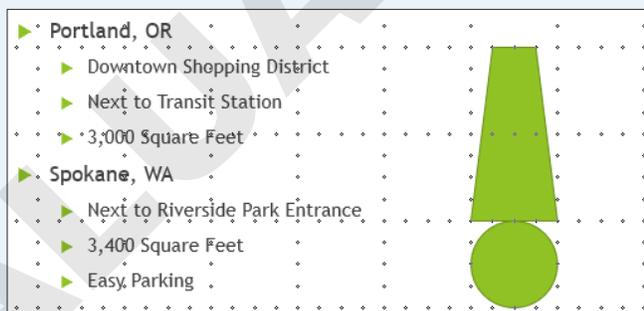 Portland, OR
Downtown Shopping District
Next to Transit Station
3,000 Square Feet
Spokane, WA
Next to Riverside Park Entrance
3,400 Square Feet
Easy Parking